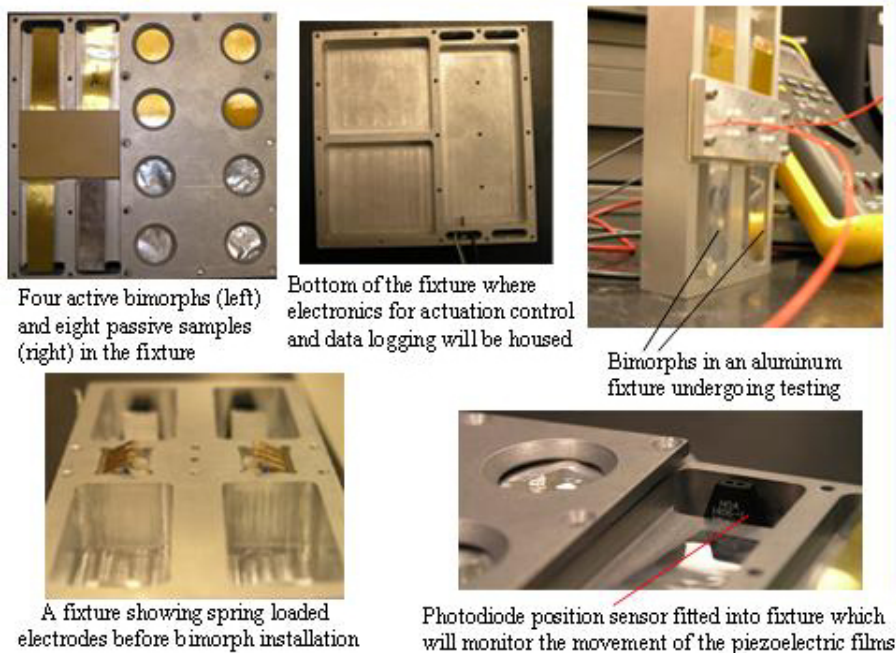 Four active bimorphs (left)
and eight passive samples
(right) in the fixture
Bottom of the fixture where
electronics for actuation control
and data logging will be housed
Bimorphs in an aluminum
fixture undergoing testing
A fixture showing spring loaded
electrodes before bimorph installation
Photodiode position sensor fitted into fixture which
will monitor the movement of the piezoelectric films